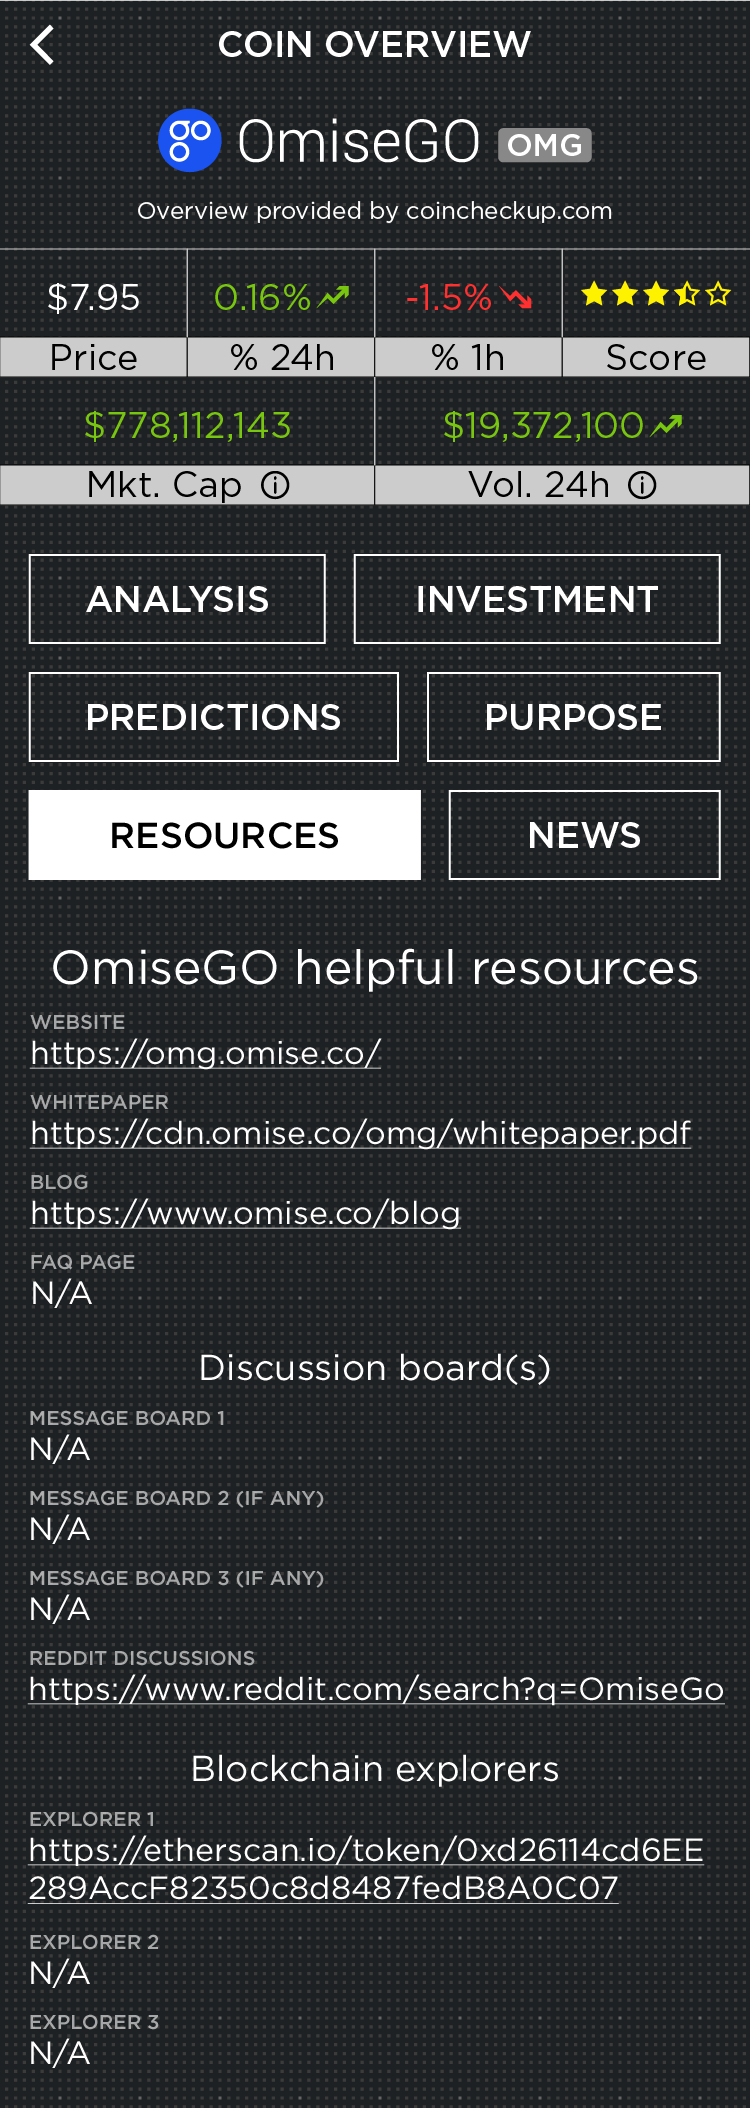 COIN OVERVIEW
OmiseGO OMG
Overview provided by coincheckup.com
$7.95 0.16% -1.5%
Price % 24h % 1h Score
$778,112,143 $19,372,100
Mkt. Cap Vol. 24h
ANALYSIS INVESTMENT
PREDICTIONS PURPOSE
RESOURCES NEWS
OmiseGO helpful resources
WEBSITE
https://omg.omise.co/
WHITEPAPER
https://cdn.omise.co/omg/whitepaper.pdf
BLOG
https://www.omise.co/blog
FAQ PAGE
N/A
Discussion board(s)
MESSAGE BOARD 1
N/A
MESSAGE BOARD 2 (IF ANY)
N/A
MESSAGE BOARD 3 (IF ANY)
N/A
REDDIT DISCUSSIONS
https://www.reddit.com/search?q=OmiseGo
Blockchain explorers
EXPLORER 1
https://etherscan.io/token/0xd26114cd6EE
289AccF82350c8d8487fedB8A0C07
EXPLORER 2
N/A
EXPLORER 3
N/A